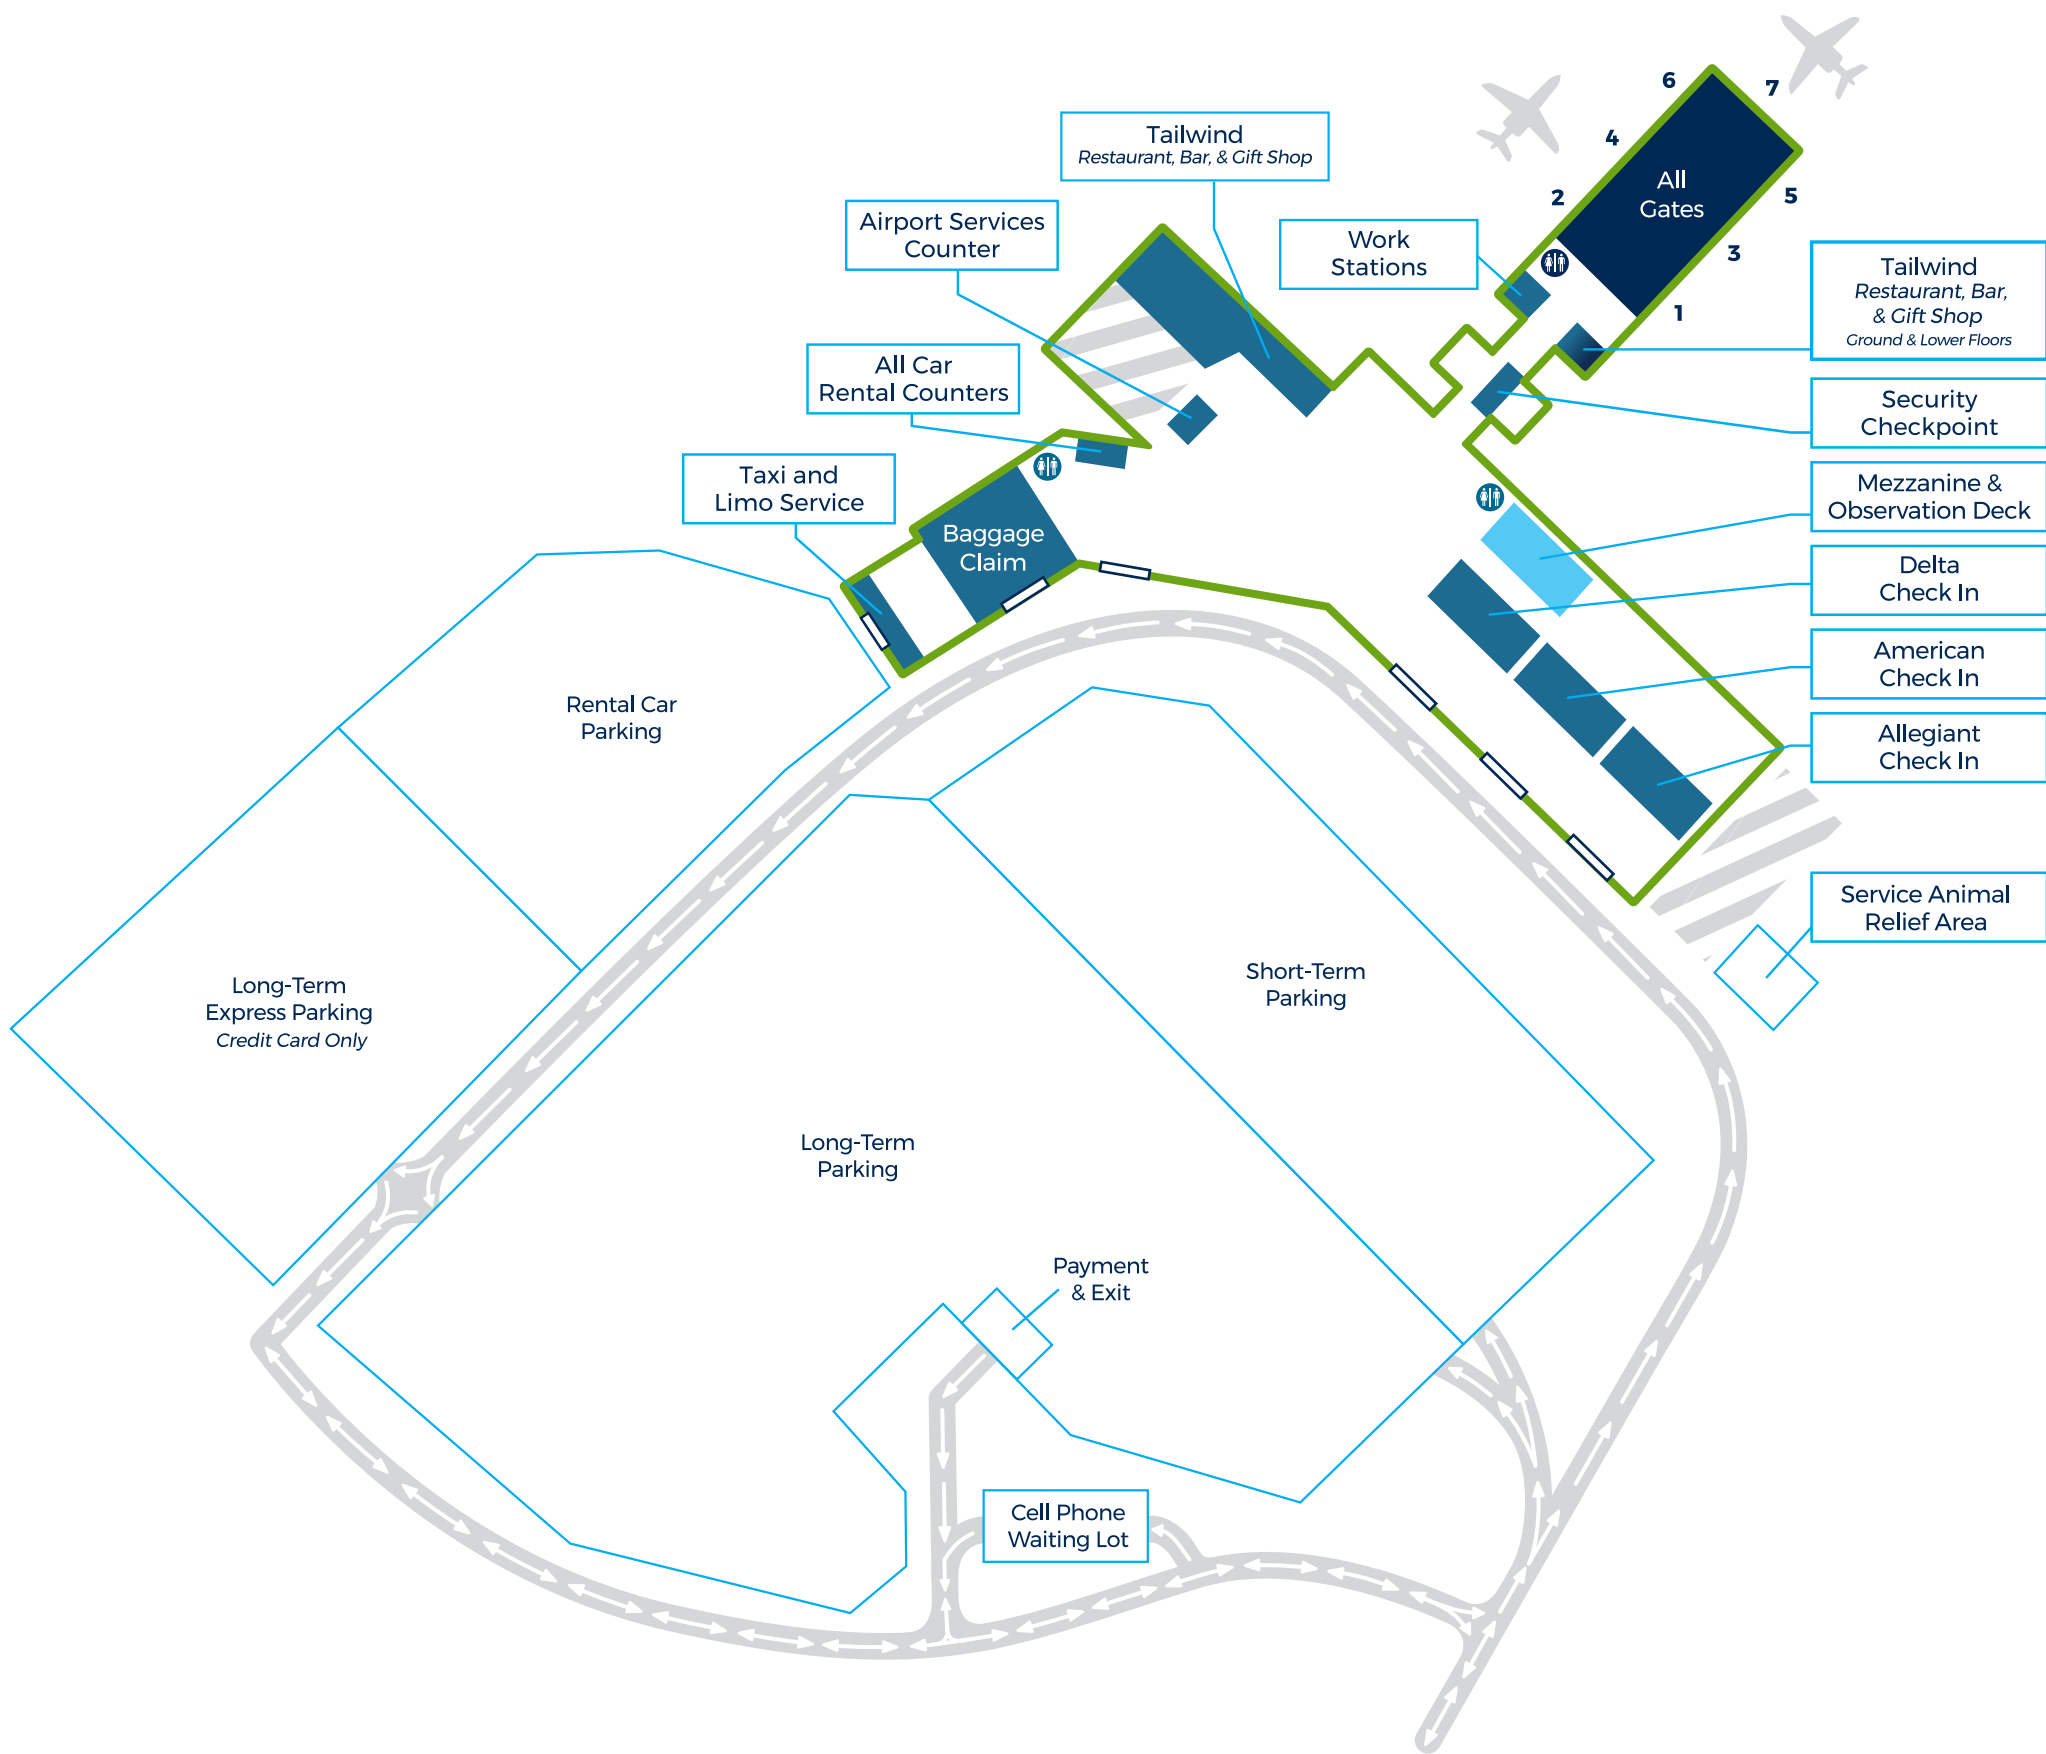 6
7
4
2
All
Gates
5
3
1
Tailwind
Restaurant, Bar, & Gift Shop
Airport Services
Counter
Work
Stations
Tailwind
Restaurant, Bar,
& Gift Shop
Ground & Lower Floors
All Car
Rental Counters
Security
Checkpoint
Taxi and
Limo Service
Mezzanine &
Observation Deck
Baggage
Claim
Delta
Check In
American
Check In
Allegiant
Check In
Rental Car
Parking
Service Animal
Relief Area
Long-Term
Express Parking
Credit Card Only
Short-Term
Parking
Long-Term
Parking
Payment
& Exit
Cell Phone
Waiting Lot